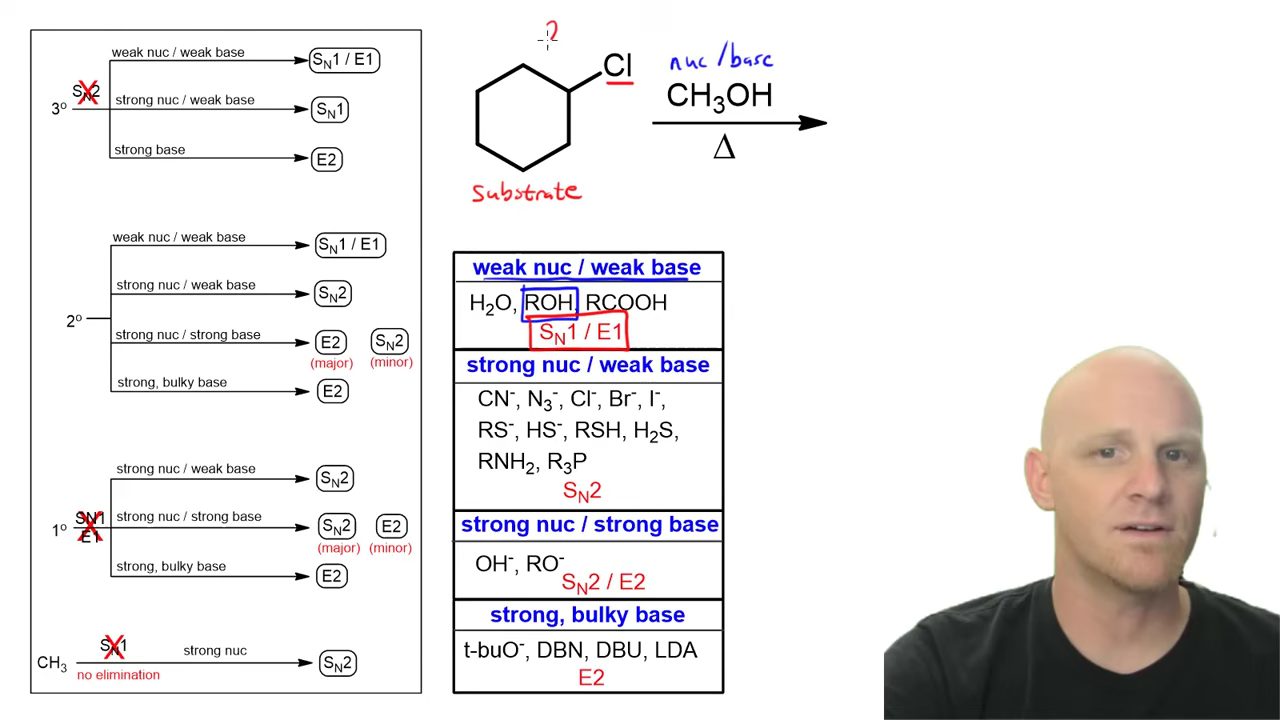 weak nuc / weak base
SN1 / E1
SN2
3º
strong nuc / weak base
SN1
strong base
E2
weak nuc / weak base
SN1 / E1
strong nuc / weak base
SN2
2º
strong nuc / strong base
E2
SN2
(major)
(minor)
strong, bulky base
E2
strong nuc / weak base
SN2
SN1
E1
1º
strong nuc / strong base
SN2
E2
(major)
(minor)
strong, bulky base
E2
SN1
CH3
strong nuc
SN2
no elimination
Cl
nuc / base
CH3OH
Δ
Substrate
weak nuc / weak base
H2O, ROH, RCOOH
SN1 / E1
strong nuc / weak base
CN-, N3-, Cl-, Br-, I-,
RS-, HS-, RSH, H2S,
RNH2, R3P
SN2
strong nuc / strong base
OH-, RO-
SN2 / E2
strong, bulky base
t-buO-, DBN, DBU, LDA
E2